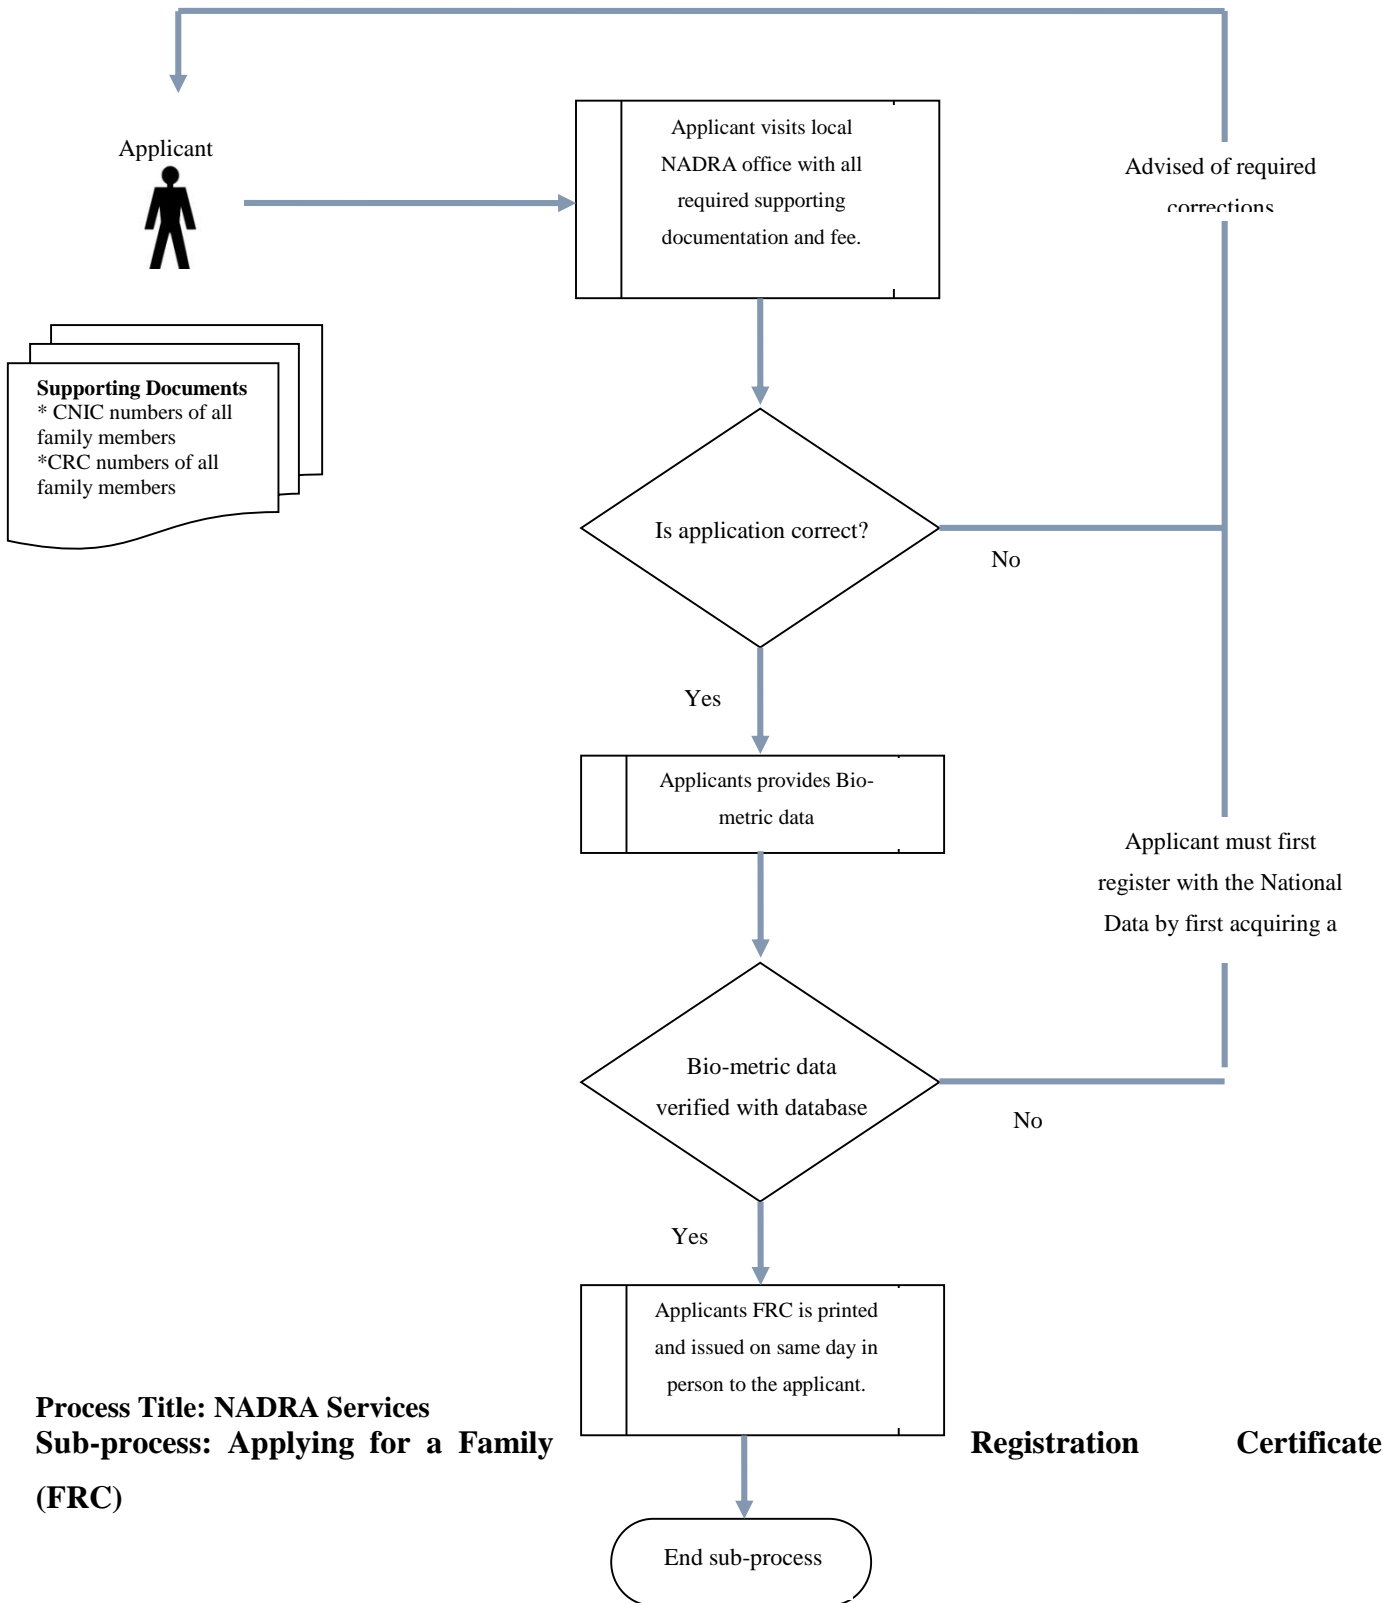 Applicant
Applicant visits local
NADRA office with all
required supporting
documentation and fee.
Advised of required
corrections
Supporting Documents
* CNIC numbers of all
family members
*CRC numbers of all
family members
Is application correct?
No
Yes
Applicants provides Bio-
metric data
Applicant must first
register with the National
Data by first acquiring a
Bio-metric data
verified with database
No
Yes
Applicants FRC is printed
and issued on same day in
person to the applicant.
Process Title: NADRA Services
Sub-process: Applying for a Family Registration Certificate
(FRC)
End sub-process